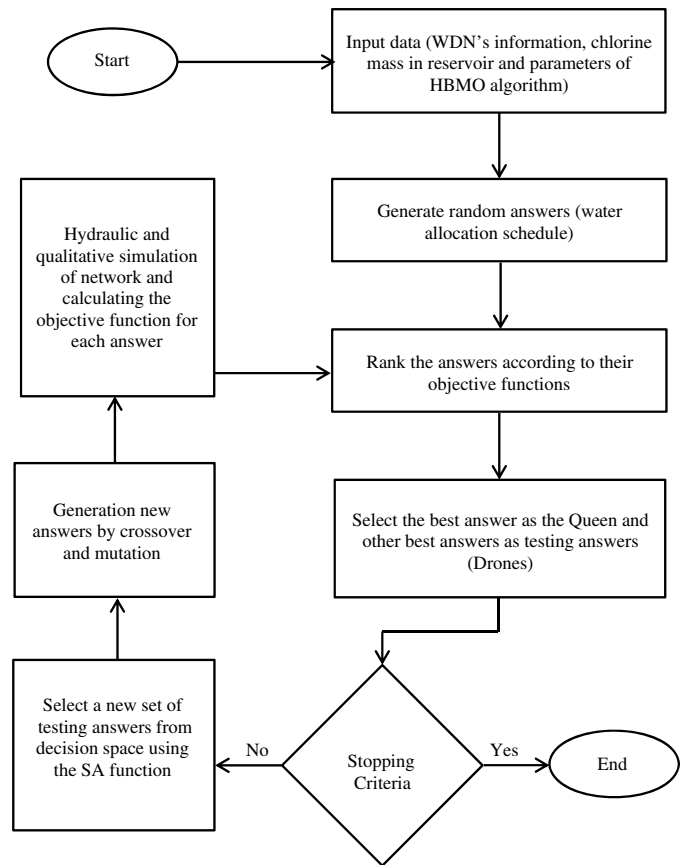 Start
Input data (WDN's information, chlorine
mass in reservoir and parameters of
HBMO algorithm)
Generate random answers (water
allocation schedule)
Hydraulic and
qualitative simulation
of network and
calculating the
objective function for
each answer
Rank the answers according to their
objective functions
Generation new
answers by crossover
and mutation
Select the best answer as the Queen and
other best answers as testing answers
(Drones)
Select a new set of
testing answers from
decision space using
the SA function
No
Stopping
Criteria
Yes
End